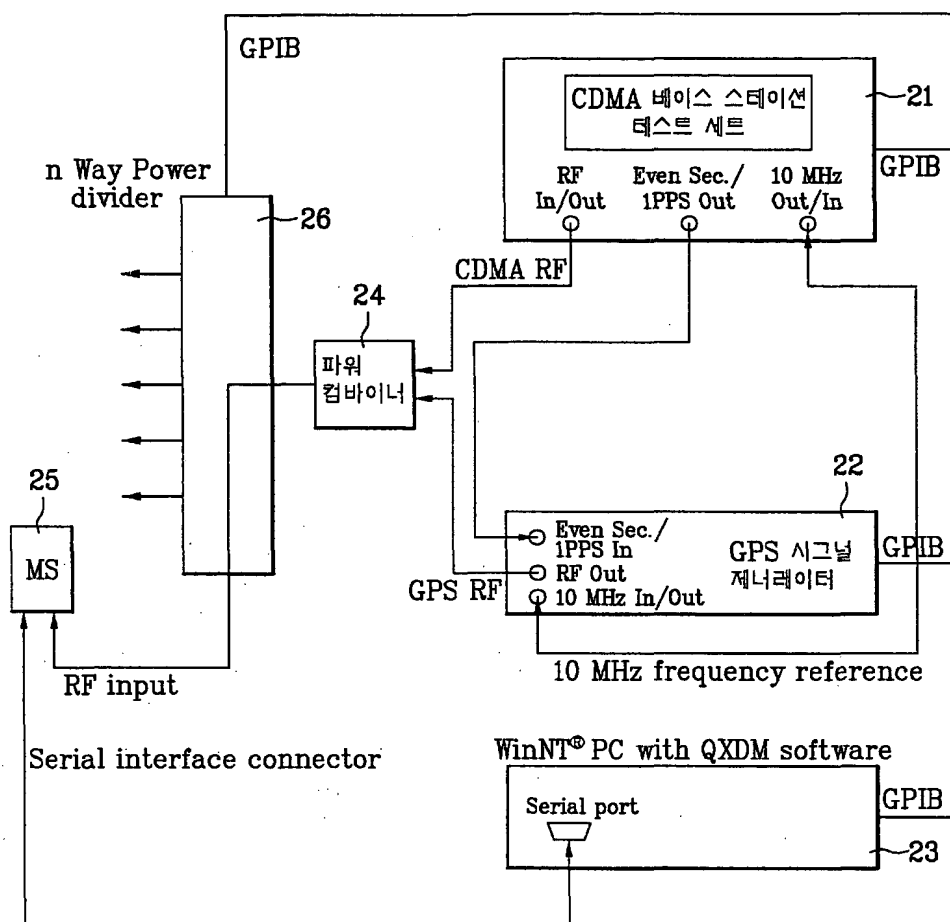 GPIB
CDMA 베이스 스테이션
테스트 세트
21
GPIB
n Way Power
divider
26
RF
In/Out
Even Sec./
1PPS Out
10 MHz
Out/In
CDMA RF
24
파워
컴바이너
25
MS
22
Even Sec./
1PPS In
RF Out
10 MHz In/Out
GPS 시그널
제너레이터
GPIB
GPS RF
RF input
10 MHz frequency reference
Serial interface connector
WinNT® PC with QXDM software
Serial port
GPIB
23